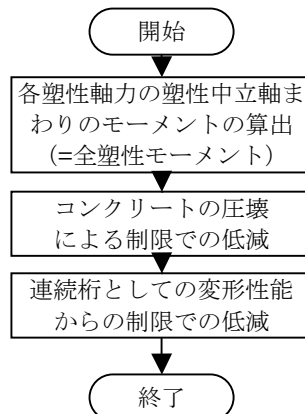 開始
各塑性軸力の塑性中立軸ま
わりのモーメントの算出
(=全塑性モーメント)
コンクリートの圧壊
による制限での低減
連続桁としての変形性能
からの制限での低減
終了